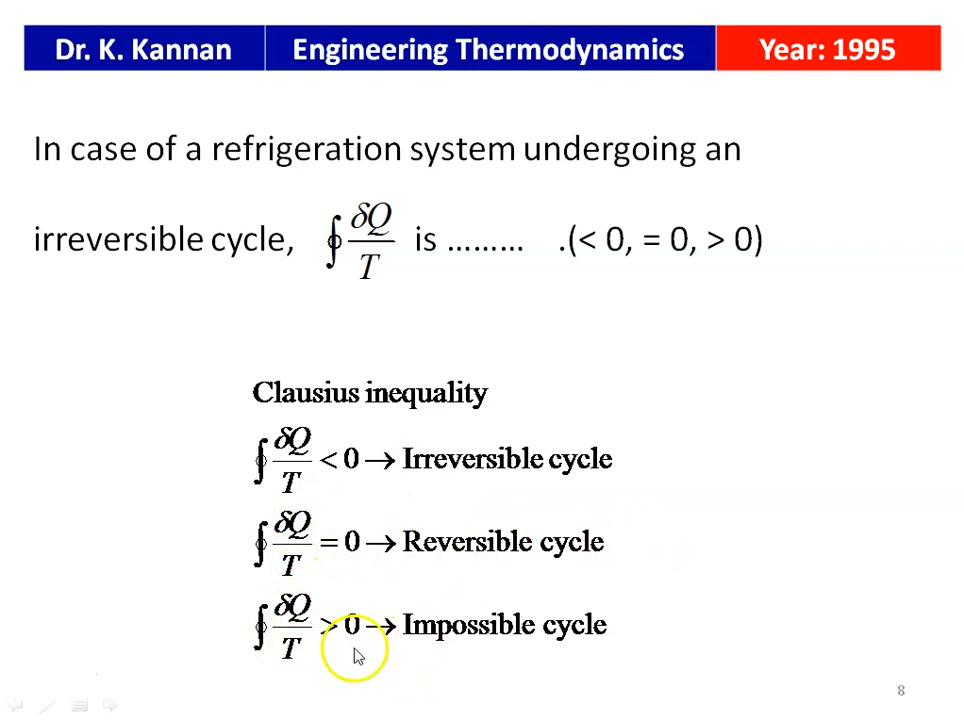 Dr. K. Kannan Engineering Thermodynamics Year: 1995
In case of a refrigeration system undergoing an
irreversible cycle, ∮ δQ/T is ……… .(< 0, = 0, > 0)
Clausius inequality
∮ δQ/T < 0 → Irreversible cycle
∮ δQ/T = 0 → Reversible cycle
∮ δQ/T > 0 → Impossible cycle
8